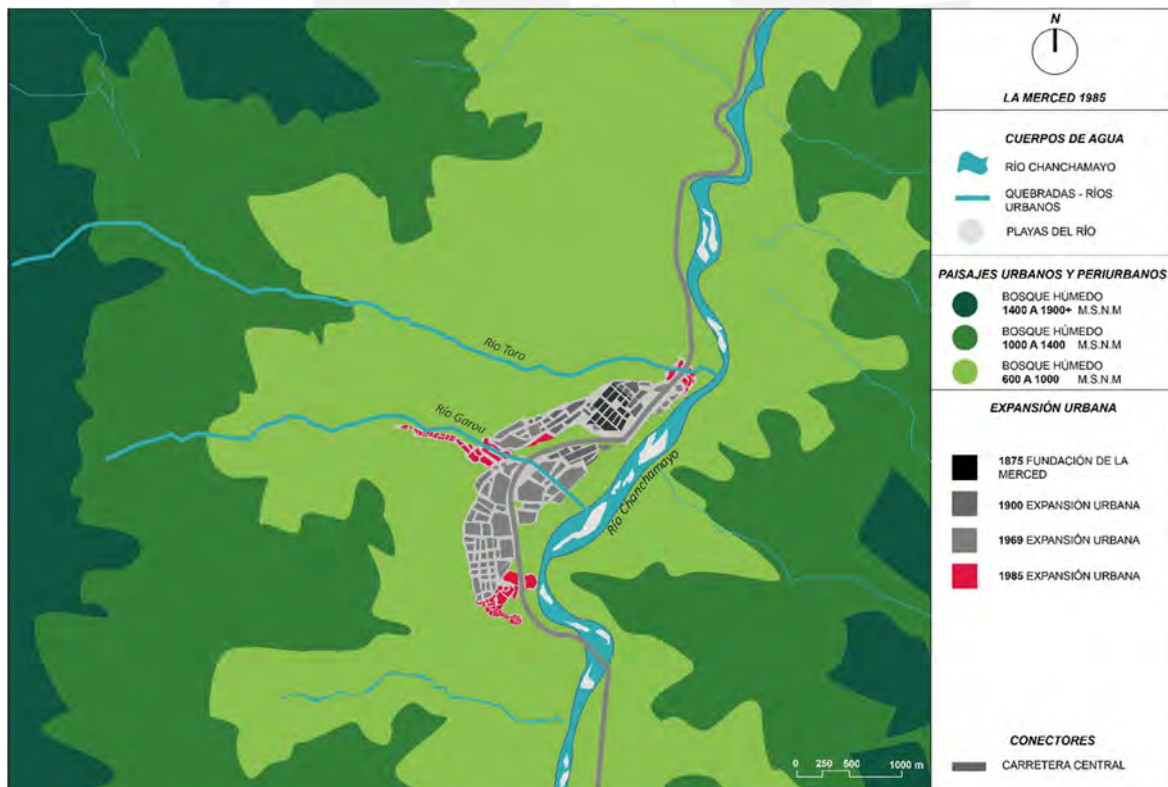 Río Toro
Río Garou
Río Chanchamayo
0 250 500 1000 m
N
LA MERCED 1985
CUERPOS DE AGUA
RÍO CHANCHAMAYO
QUEBRADAS - RÍOS
URBANOS
PLAYAS DEL RÍO
PAISAJES URBANOS Y PERIURBANOS
BOSQUE HÚMEDO
1400 A 1900+ M.S.N.M
BOSQUE HÚMEDO
1000 A 1400 M.S.N.M
BOSQUE HÚMEDO
600 A 1000 M.S.N.M
EXPANSIÓN URBANA
1875 FUNDACIÓN DE LA
MERCED
1900 EXPANSIÓN URBANA
1969 EXPANSIÓN URBANA
1985 EXPANSIÓN URBANA
CONECTORES
CARRETERA CENTRAL